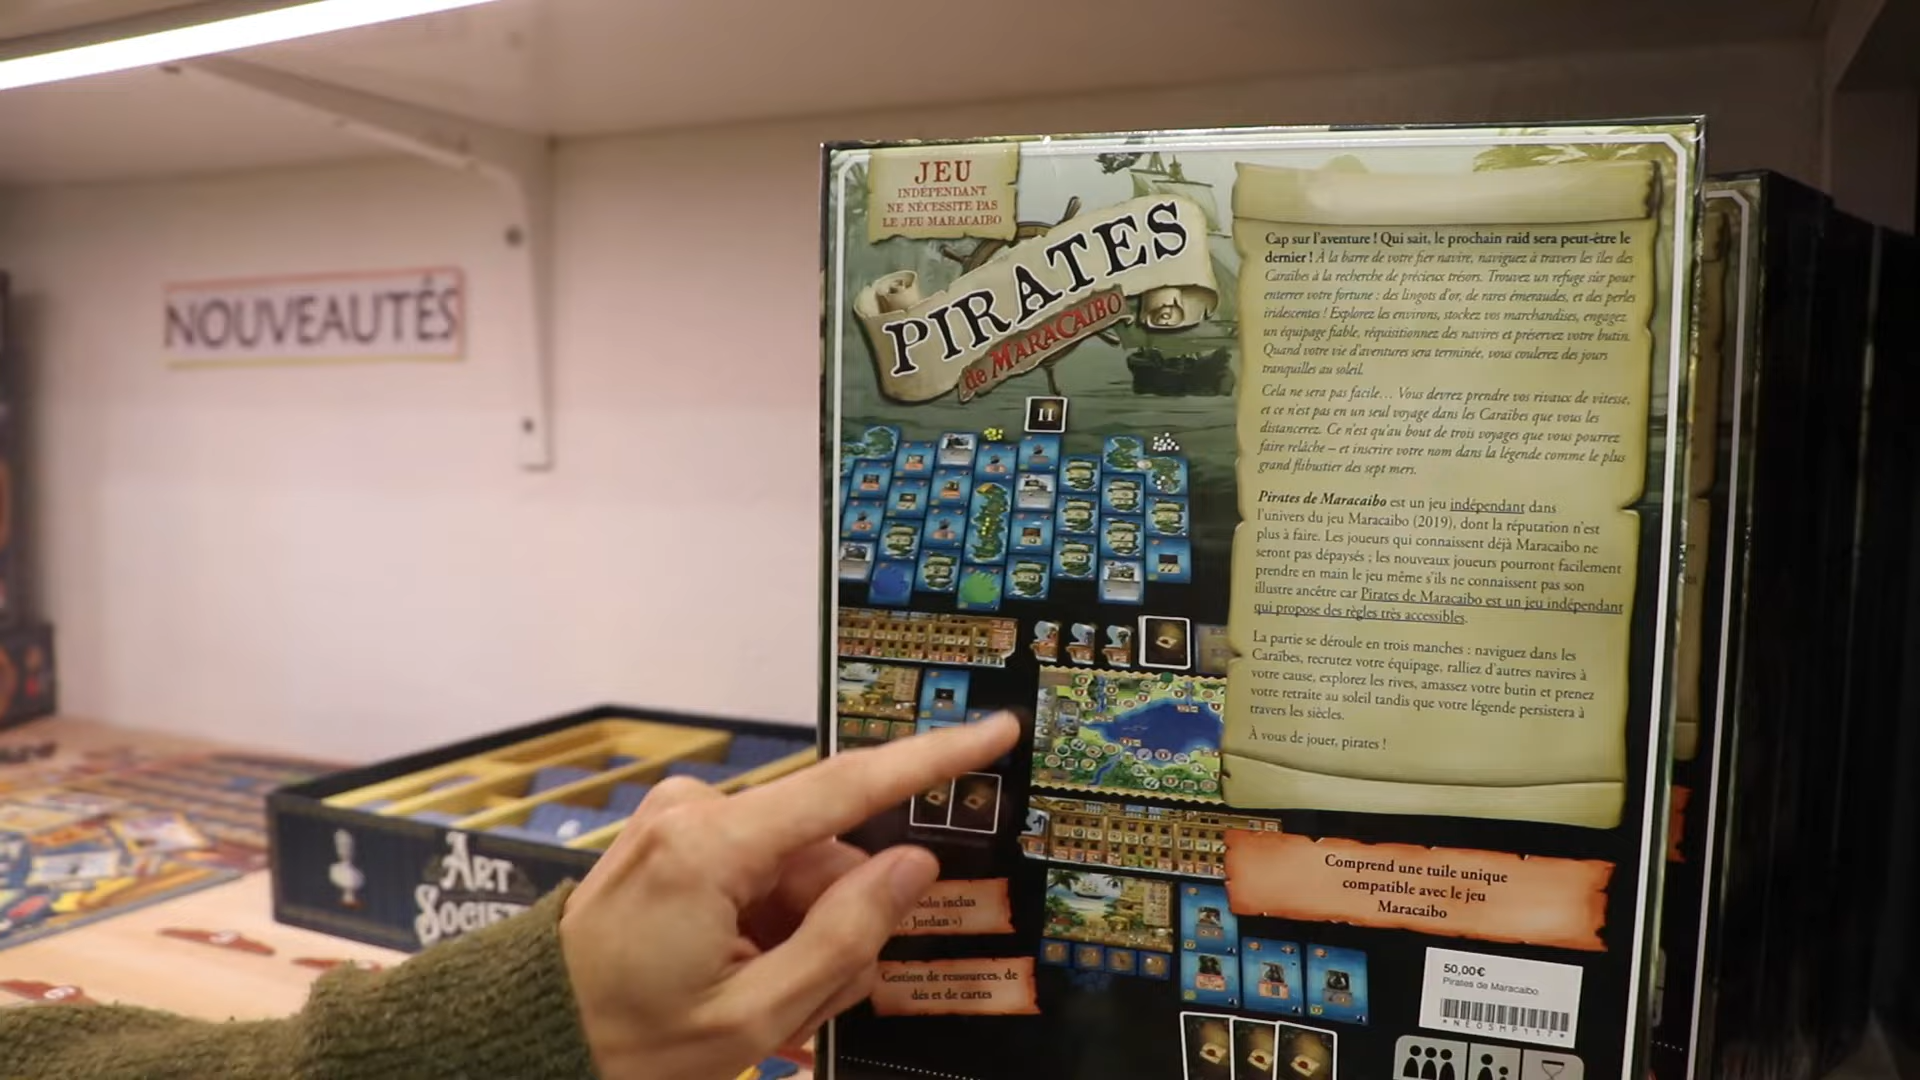 NOUVEAUTÉS
JEU
INDÉPENDANT
NE NÉCESSITE PAS
LE JEU MARACAIBO
PIRATES
de MARACAIBO
II
Cap sur l'aventure ! Qui sait, le prochain raid sera peut-être le
dernier ! À la barre de votre fier navire, naviguez à travers les îles des
Caraïbes à la recherche de précieux trésors. Trouvez un refuge sûr pour
enterrer votre fortune : des lingots d'or, de rares émeraudes, et des perles
iridescentes ! Explorez les environs, stockez vos marchandises, engagez
un équipage fiable, réquisitionnez des navires et préservez votre butin.
Quand votre vie d'aventures sera terminée, vous coulerez des jours
tranquilles au soleil.
Cela ne sera pas facile… Vous devrez prendre vos rivaux de vitesse,
et ce n'est pas en un seul voyage dans les Caraïbes que vous les
distancerez. Ce n'est qu'au bout de trois voyages que vous pourrez
faire relâche – et inscrire votre nom dans la légende comme le plus
grand flibustier des sept mers.
Pirates de Maracaibo est un jeu indépendant dans
l'univers du jeu Maracaibo (2019), dont la réputation n'est
plus à faire. Les joueurs qui connaissent déjà Maracaibo ne
seront pas dépaysés ; les nouveaux joueurs pourront facilement
prendre en main le jeu même s'ils ne connaissent pas son
illustre ancêtre car Pirates de Maracaibo est un jeu indépendant
qui propose des règles très accessibles.
La partie se déroule en trois manches : naviguez dans les
Caraïbes, recrutez votre équipage, ralliez d'autres navires à
votre cause, explorez les rives, amassez votre butin et prenez
votre retraite au soleil tandis que votre légende persistera à
travers les siècles.
À vous de jouer, pirates !
Comprend une tuile unique
compatible avec le jeu
Maracaibo
solo inclus
Jordan »)
Gestion de ressources, de
dés et de cartes
50,00€
Pirates de Maracaibo
ART
SOCIET